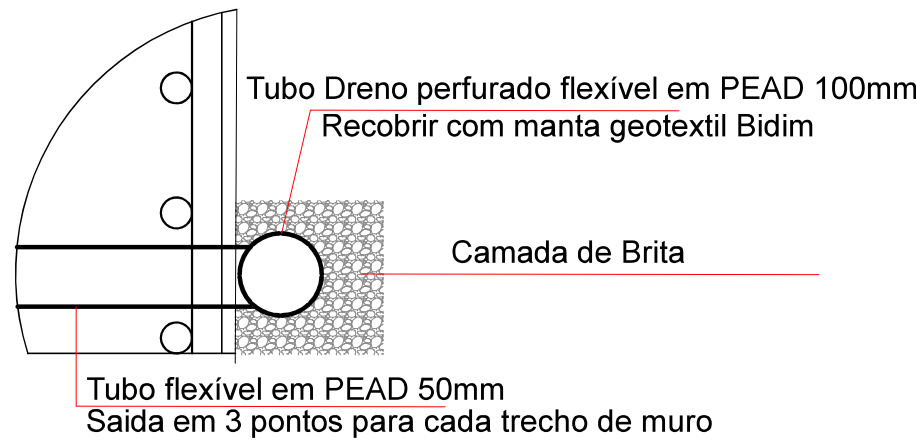 Tubo Dreno perfurado flexível em PEAD 100mm
Recobrir com manta geotextil Bidim
Camada de Brita
Tubo flexível em PEAD 50mm
Saida em 3 pontos para cada trecho de muro